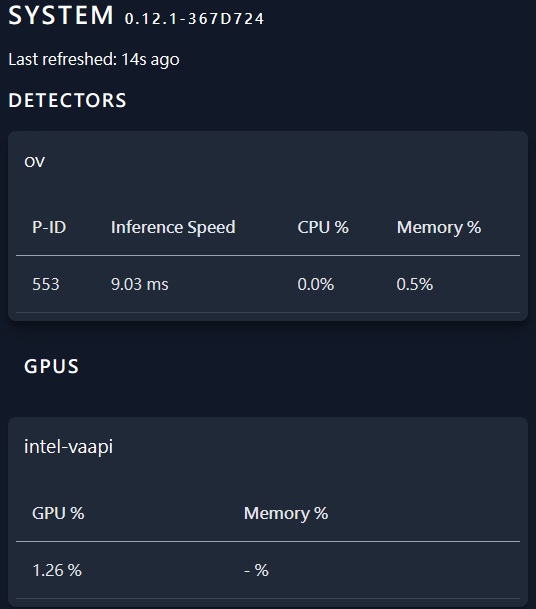 SYSTEM 0.12.1-367D724
Last refreshed: 14s ago
DETECTORS
ov
P-ID Inference Speed CPU % Memory %
553 9.03 ms 0.0% 0.5%
GPUS
intel-vaapi
GPU % Memory %
1.26 % - %